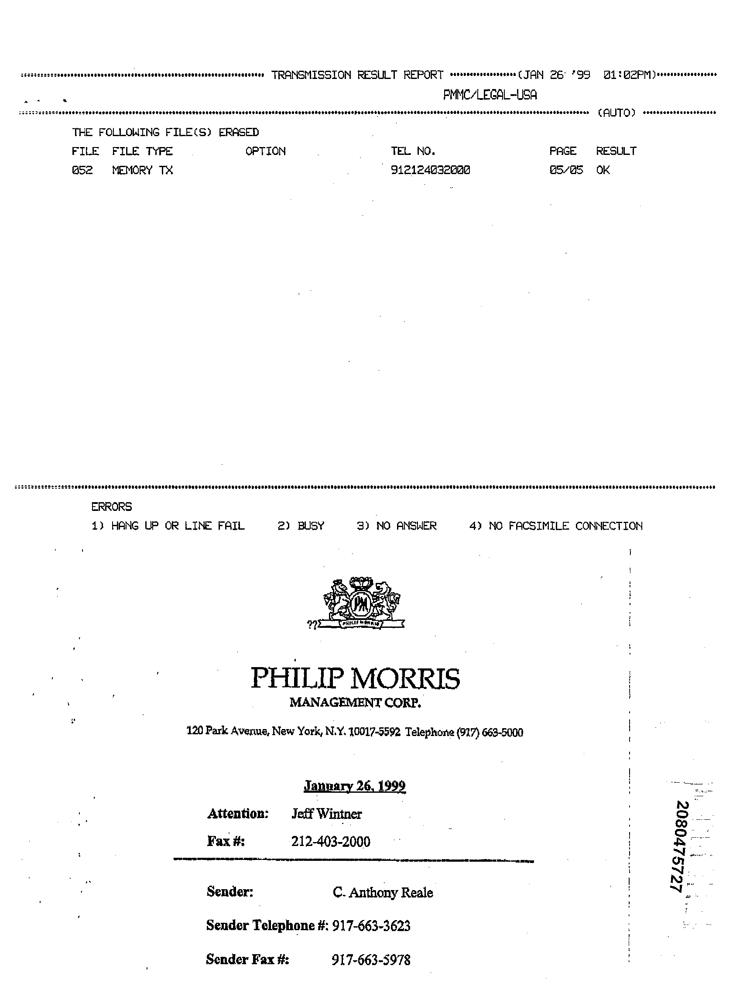 TRANSMISSION RESULT REPORT (JAN 26 '99 01:02PM)
PMMC/LEGAL-USA
(AUTO)
THE FOLLOWING FILE(S) ERASED
FILE FILE TYPE OPTION TEL NO. PAGE RESULT
052 MEMORY TX 912124032000 05/05 OK
ERRORS
1) HANG UP OR LINE FAIL 2) BUSY 3) NO ANSWER 4) NO FACSIMILE CONNECTION
PM
??
PHILIP MORRIS
MANAGEMENT CORP.
120 Park Avenue, New York, N.Y. 10017-5592 Telephone (917) 663-5000
January 26, 1999
Attention: Jeff Wintner
Fax #: 212-403-2000
Sender: C. Anthony Reale
Sender Telephone #: 917-663-3623
Sender Fax #: 917-663-5978
2080475727